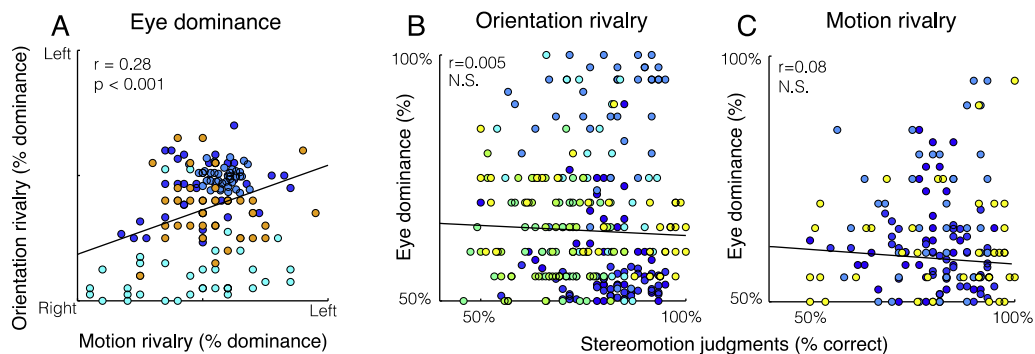 A Eye dominance
Orientation rivalry (% dominance)
Left
r = 0.28
p < 0.001
Right
Left
Motion rivalry (% dominance)
B Orientation rivalry
Eye dominance (%)
100%
r=0.005
N.S.
50%
50%
100%
C Motion rivalry
Eye dominance (%)
100%
r=0.08
N.S.
50%
50%
100%
Stereomotion judgments (% correct)